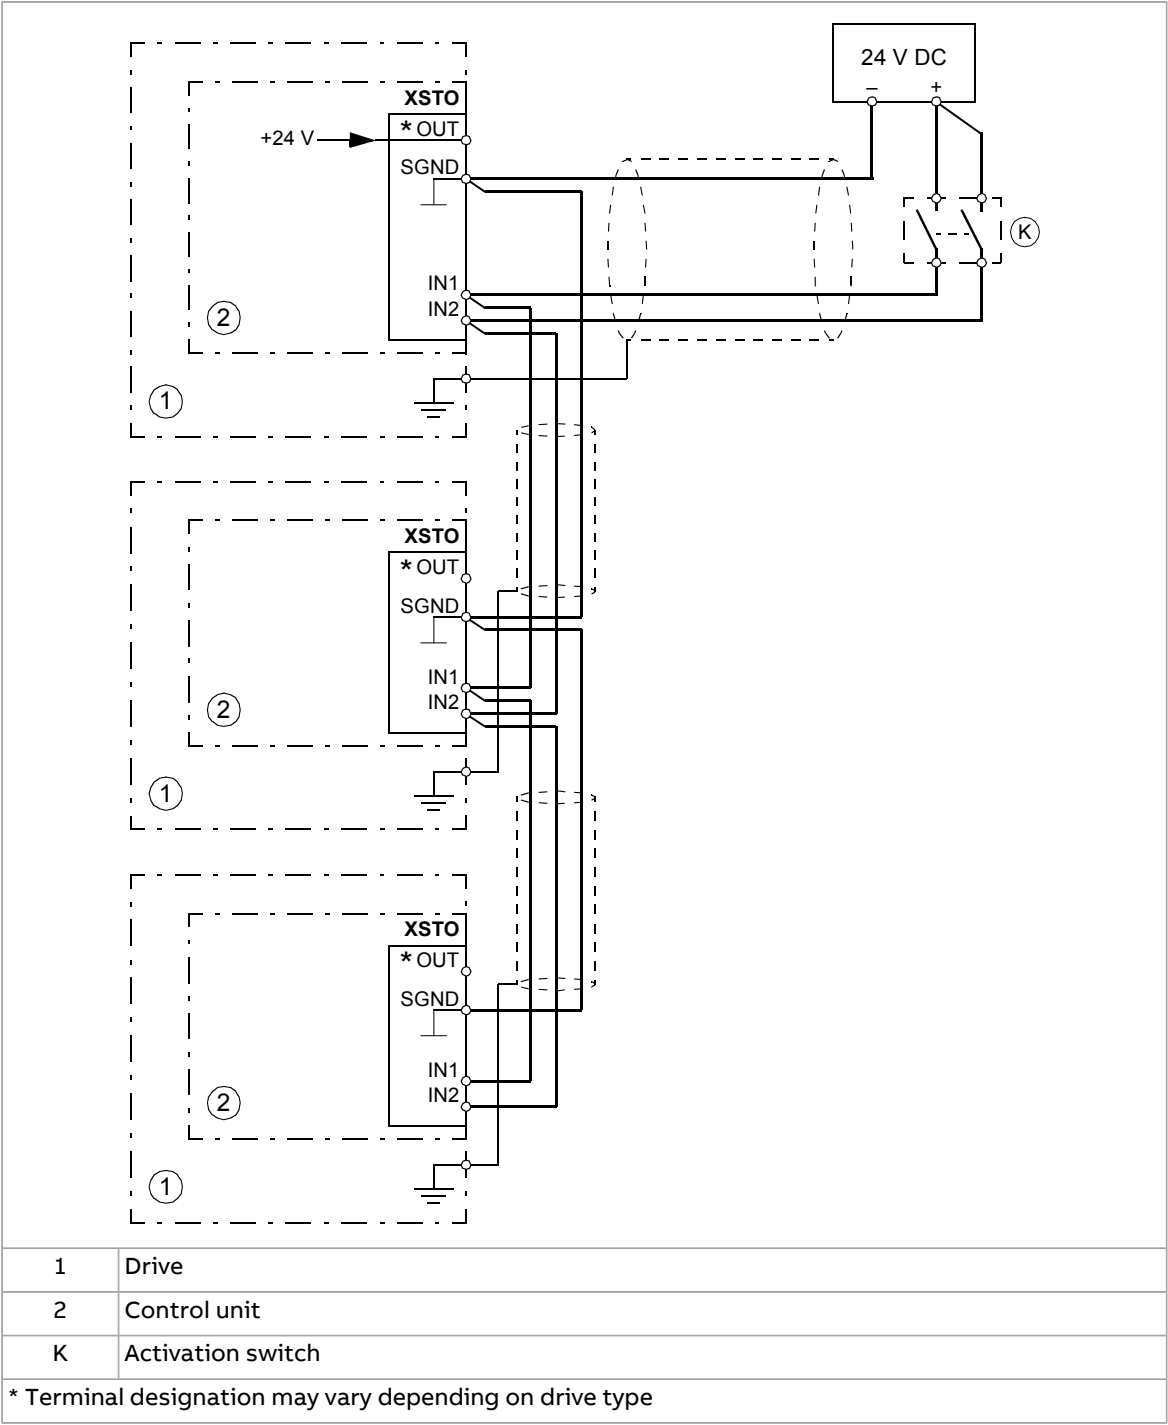 24 V DC
– +
XSTO
* OUT
+24 V
SGND
IN1
IN2
K
2
1
XSTO
* OUT
SGND
IN1
IN2
2
1
XSTO
* OUT
SGND
IN1
IN2
2
1
1 Drive
2 Control unit
K Activation switch
* Terminal designation may vary depending on drive type